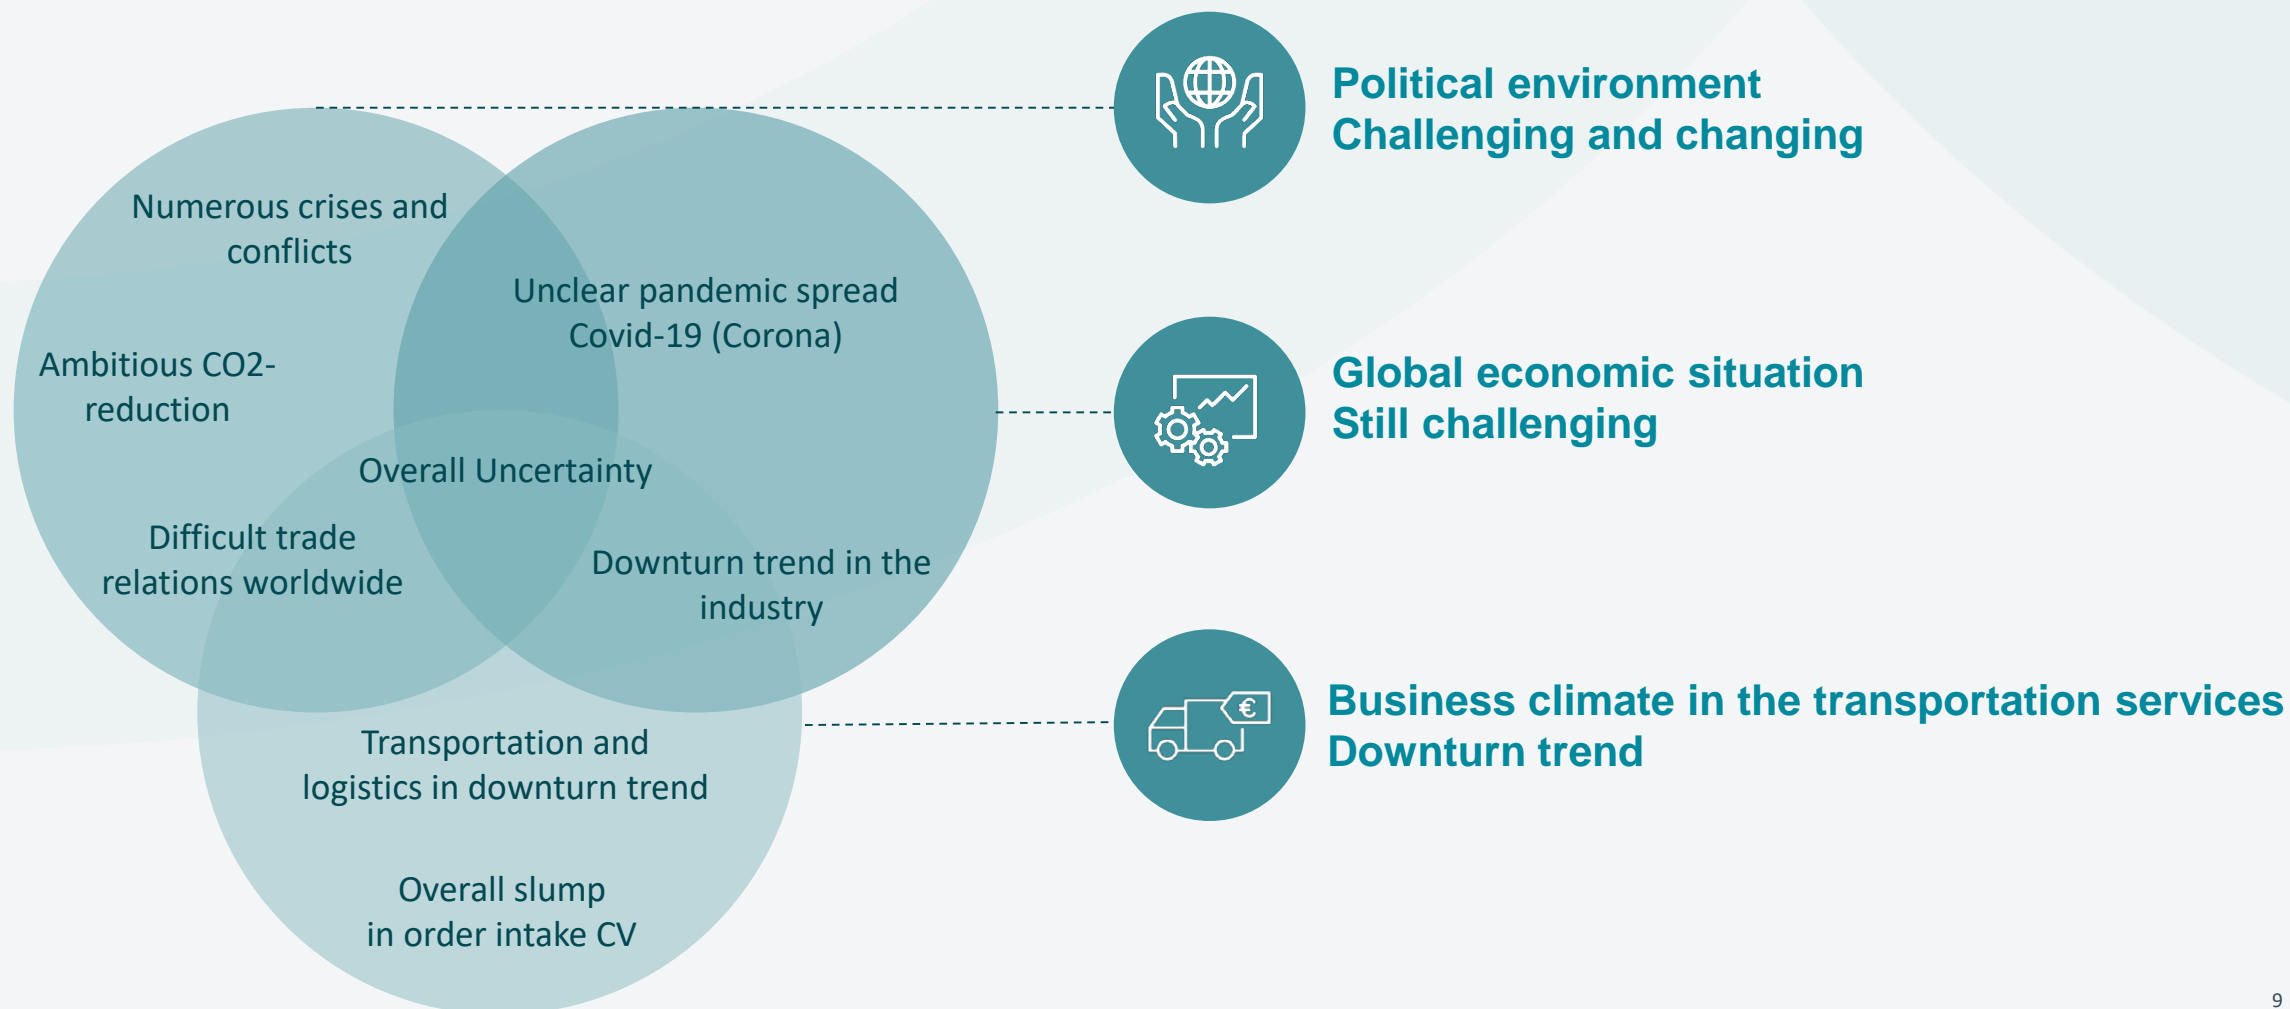 Numerous crises and
conflicts
Unclear pandemic spread
Covid-19 (Corona)
Ambitious CO2-
reduction
Overall Uncertainty
Difficult trade
relations worldwide
Downturn trend in the
industry
Transportation and
logistics in downturn trend
Overall slump
in order intake CV
Political environment
Challenging and changing
Global economic situation
Still challenging
€
Business climate in the transportation services
Downturn trend
9